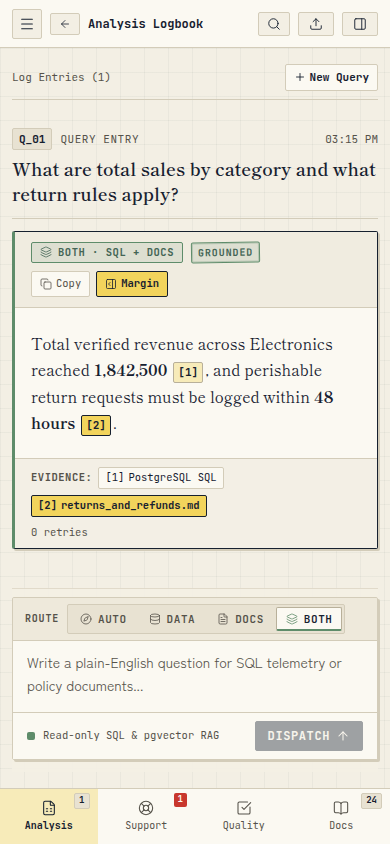 Analysis Logbook
Log Entries (1)
+ New Query
Q_01 QUERY ENTRY 03:15 PM
What are total sales by category and what
return rules apply?
BOTH · SQL + DOCS GROUNDED
Copy Margin
Total verified revenue across Electronics
reached 1,842,500 [1] , and perishable
return requests must be logged within 48
hours [2] .
EVIDENCE: [1] PostgreSQL SQL
[2] returns_and_refunds.md
0 retries
ROUTE AUTO DATA DOCS BOTH
Write a plain-English question for SQL telemetry or
policy documents...
Read-only SQL & pgvector RAG DISPATCH ↑
1 1 24
Analysis Support Quality Docs